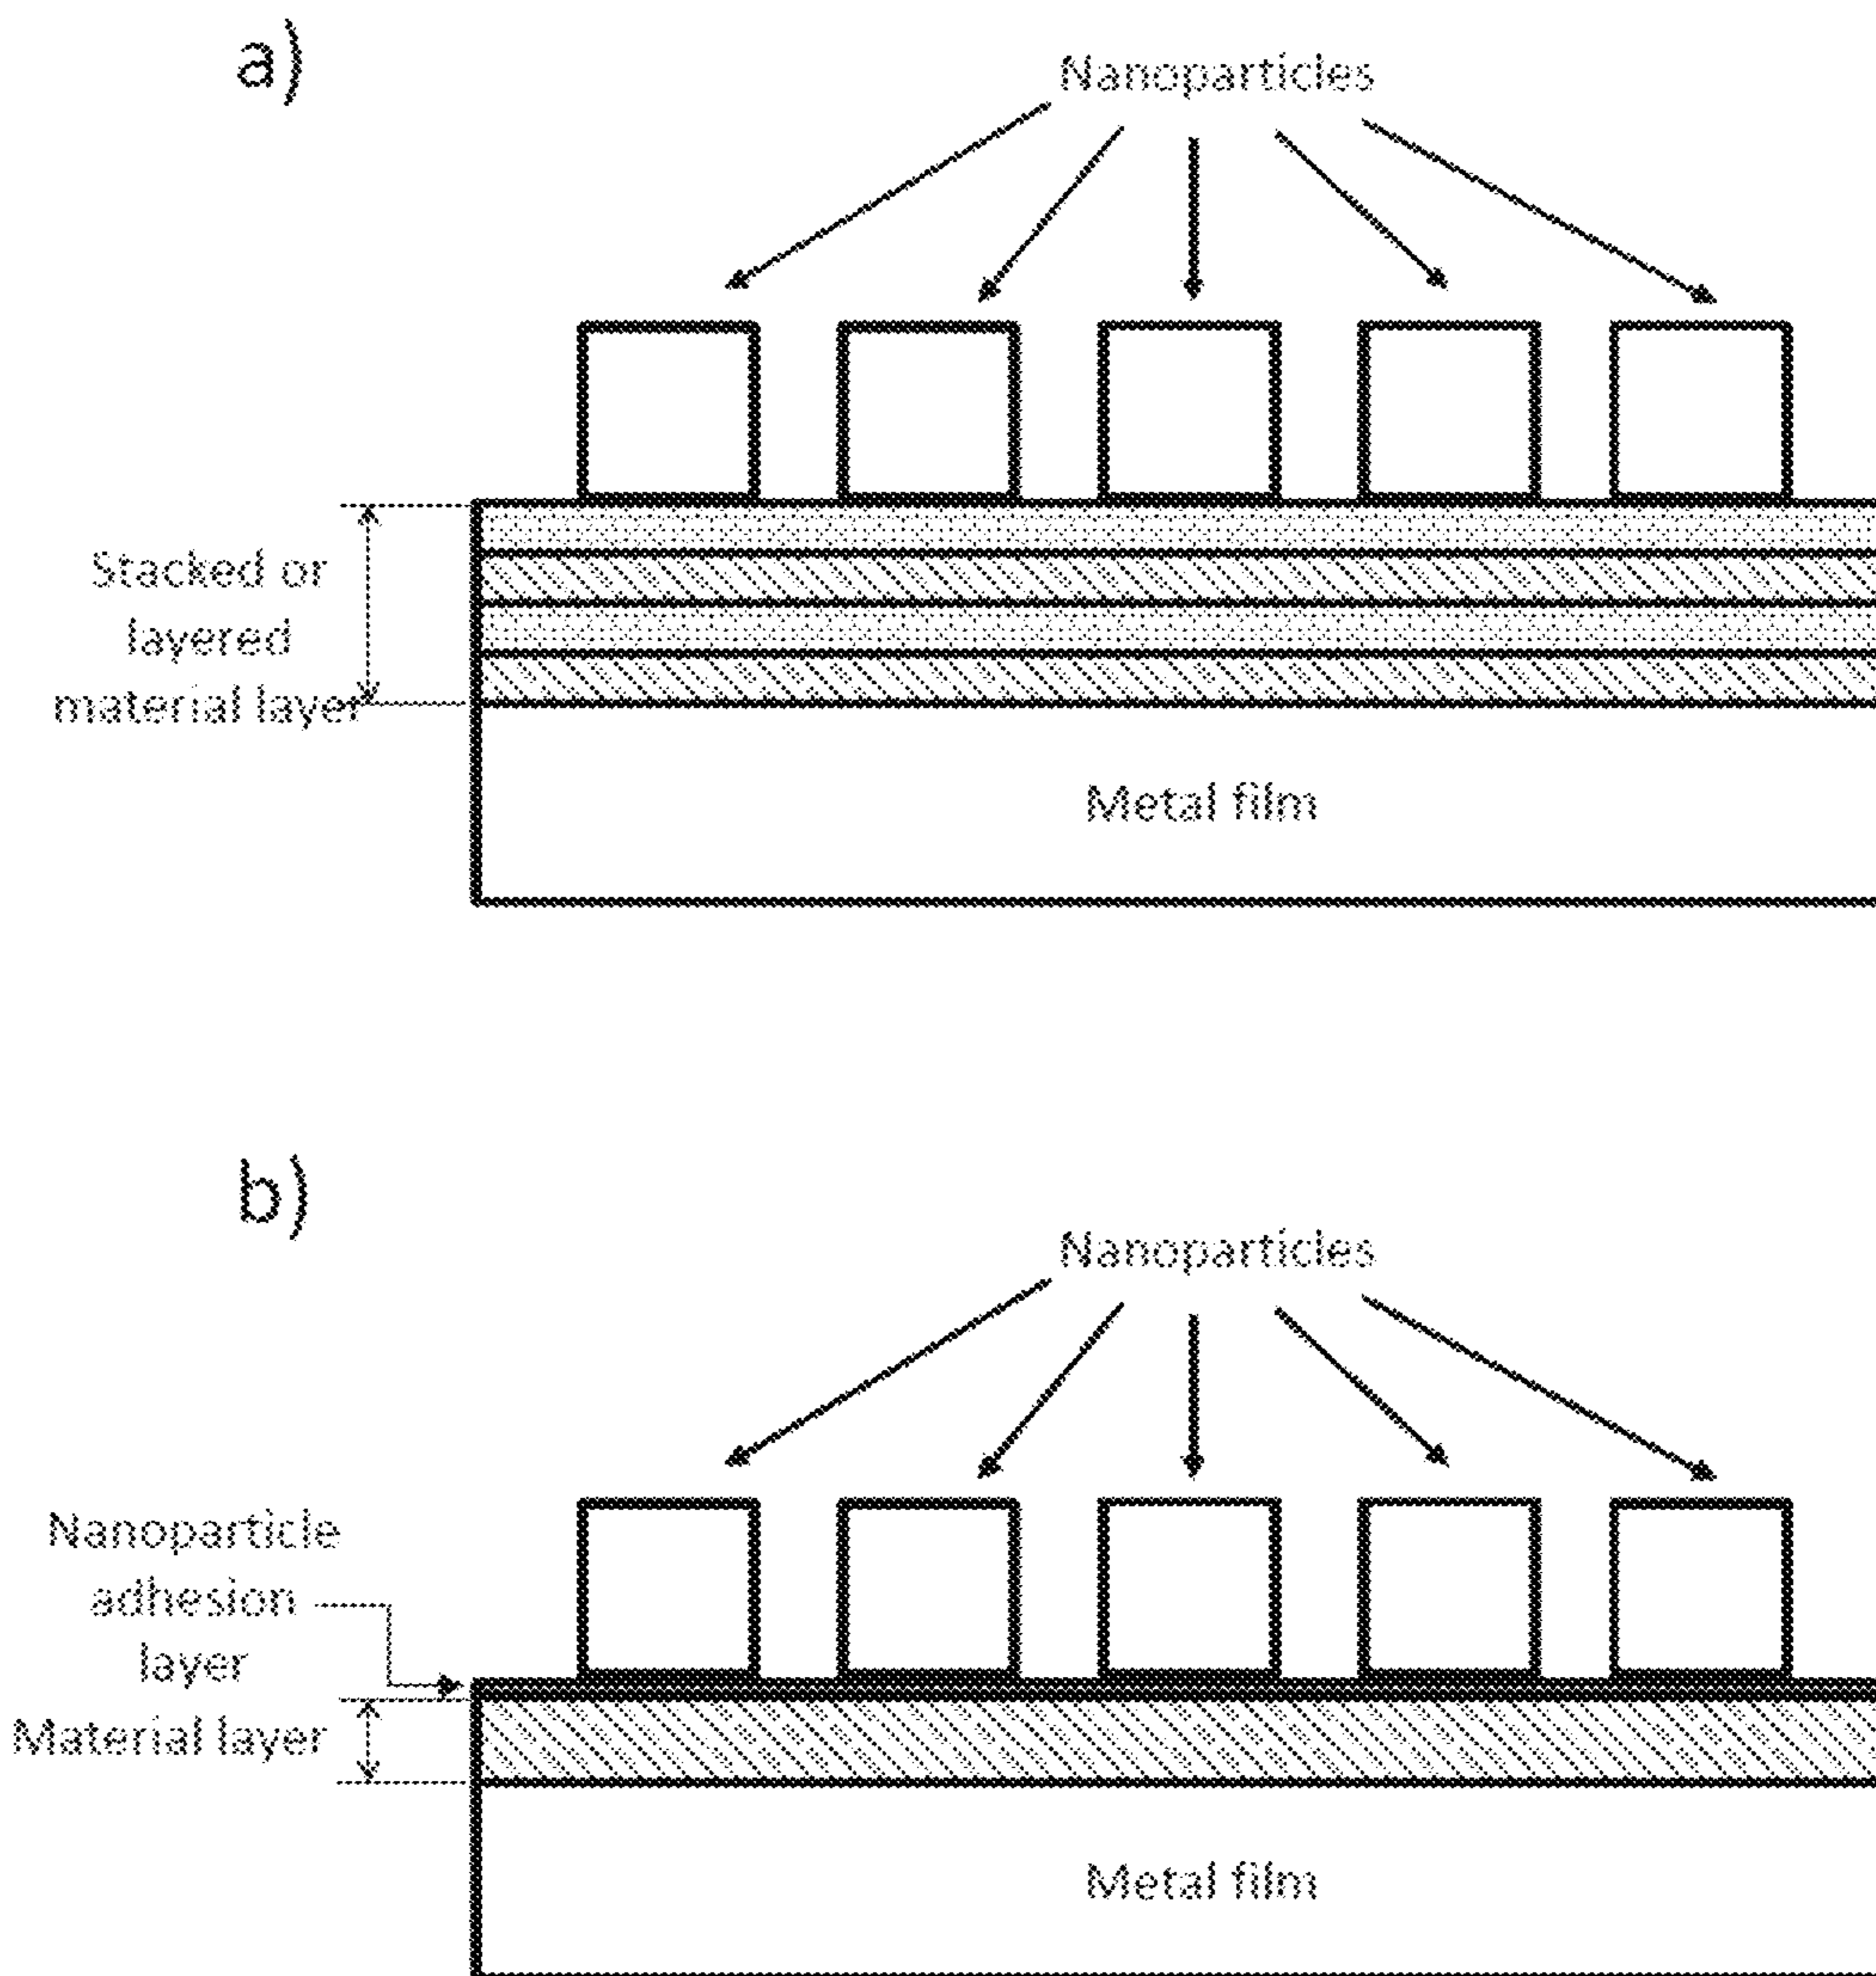 a)
Nanoparticles
Stacked or
layered
material layer
Metal film
b)
Nanoparticles
Nanoparticle
adhesion
layer
Material layer
Metal film